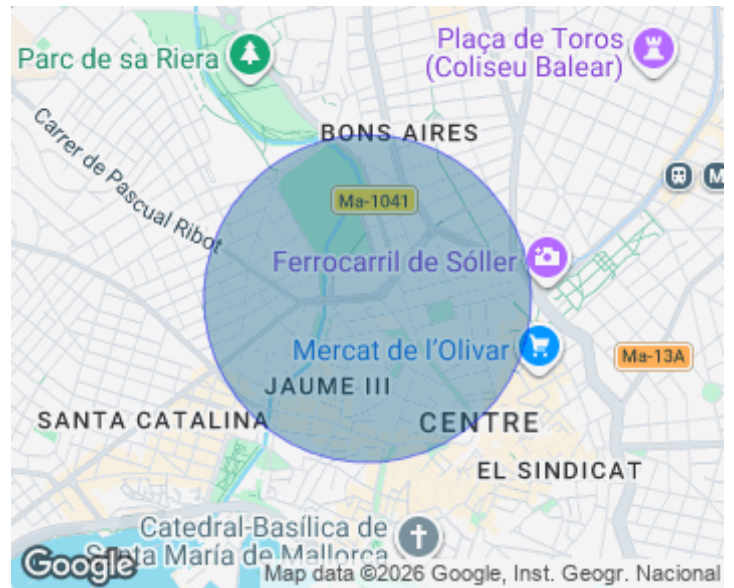 Plaça de Toros
(Coliseu Balear)
Parc de sa Riera
BONS AIRES
Carrer de Pascual Ribot
M
Ma-1041
Ferrocarril de Sóller
Mercat de l'Olivar
Ma-13A
JAUME III
SANTA CATALINA
CENTRE
EL SINDICAT
Catedral-Basílica de
Santa María de Mallorca
Google
Map data ©2026 Google, Inst. Geogr. Nacional